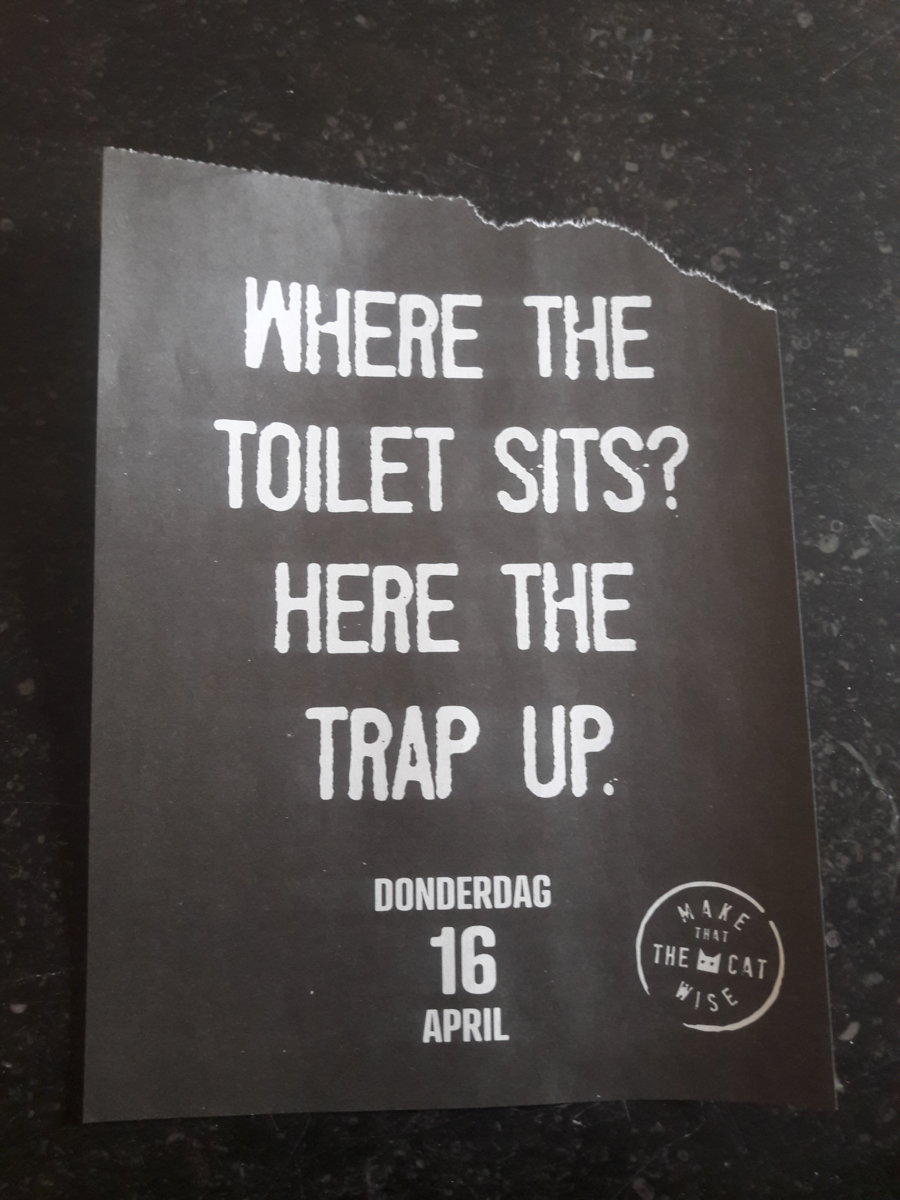 WHERE THE
TOILET SITS?
HERE THE
TRAP UP.
DONDERDAG
16
APRIL
MAKE
THAT
THE CAT
WISE